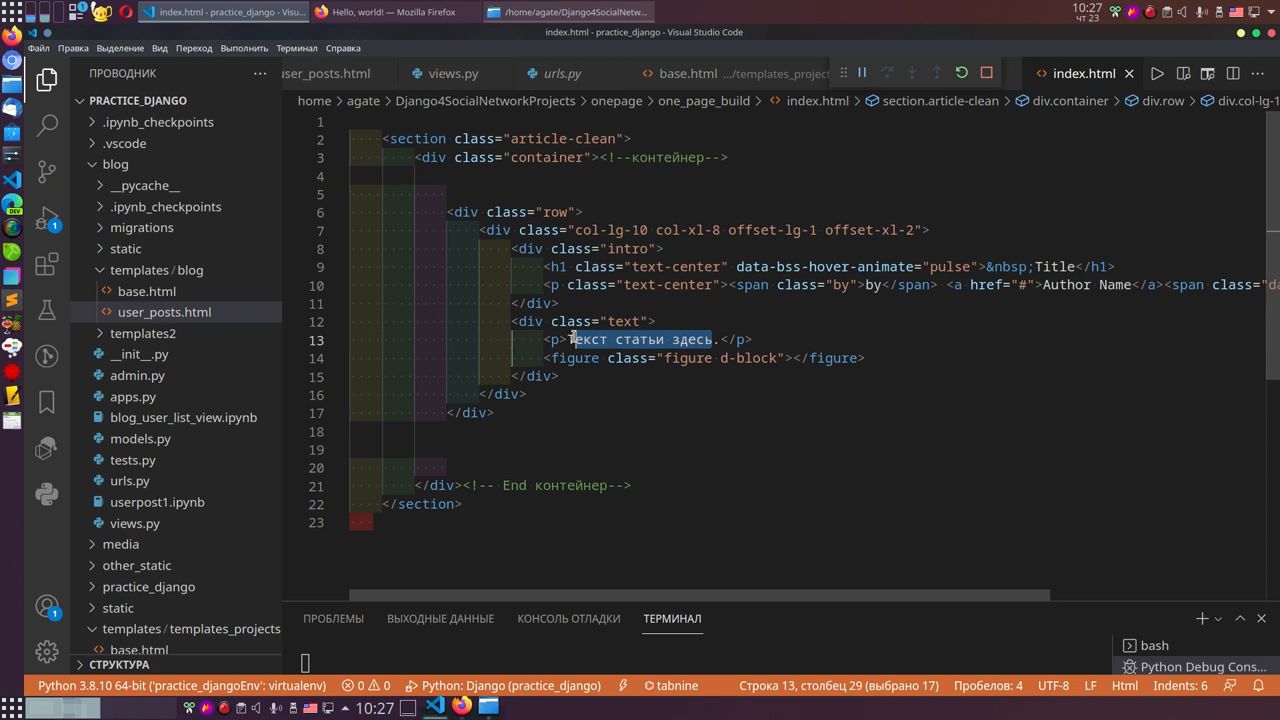 index.html - practice_django - Visu...
Hello, world! — Mozilla Firefox
/home/agate/Django4SocialNetw...
10:27
чт 23
index.html - practice_django - Visual Studio Code
Файл Правка Выделение Вид Переход Выполнить Терминал Справка
ПРОВОДНИК
user_posts.html views.py urls.py base.html .../templates_project index.html
home > agate > Django4SocialNetworkProjects > onepage > one_page_build > index.html > section.article-clean > div.container > div.row > div.col-lg-1
PRACTICE_DJANGO
.ipynb_checkpoints
.vscode
blog
__pycache__
.ipynb_checkpoints
migrations
static
templates / blog
base.html
user_posts.html
templates2
__init__.py
admin.py
apps.py
blog_user_list_view.ipynb
models.py
tests.py
urls.py
userpost1.ipynb
views.py
media
other_static
practice_django
static
templates / templates_projects
base.html
СТРУКТУРА
1
2 <section class="article-clean">
3 <div class="container"><!--контейнер-->
4
5
6 <div class="row">
7 <div class="col-lg-10 col-xl-8 offset-lg-1 offset-xl-2">
8 <div class="intro">
9 <h1 class="text-center" data-bss-hover-animate="pulse">&nbsp;Title</h1>
10 <p class="text-center"><span class="by">by</span> <a href="#">Author Name</a><span class="da
11 </div>
12 <div class="text">
13 <p>Текст статьи здесь.</p>
14 <figure class="figure d-block"></figure>
15 </div>
16 </div>
17 </div>
18
19
20
21 </div><!-- End контейнер-->
22 </section>
23
ПРОБЛЕМЫ ВЫХОДНЫЕ ДАННЫЕ КОНСОЛЬ ОТЛАДКИ ТЕРМИНАЛ
bash
Python Debug Cons...
Python 3.8.10 64-bit ('practice_djangoEnv': virtualenv) 0 0 Python: Django (practice_django) tabnine Строка 13, столбец 29 (выбрано 17) Пробелов: 4 UTF-8 LF Html Indents: 6
10:27